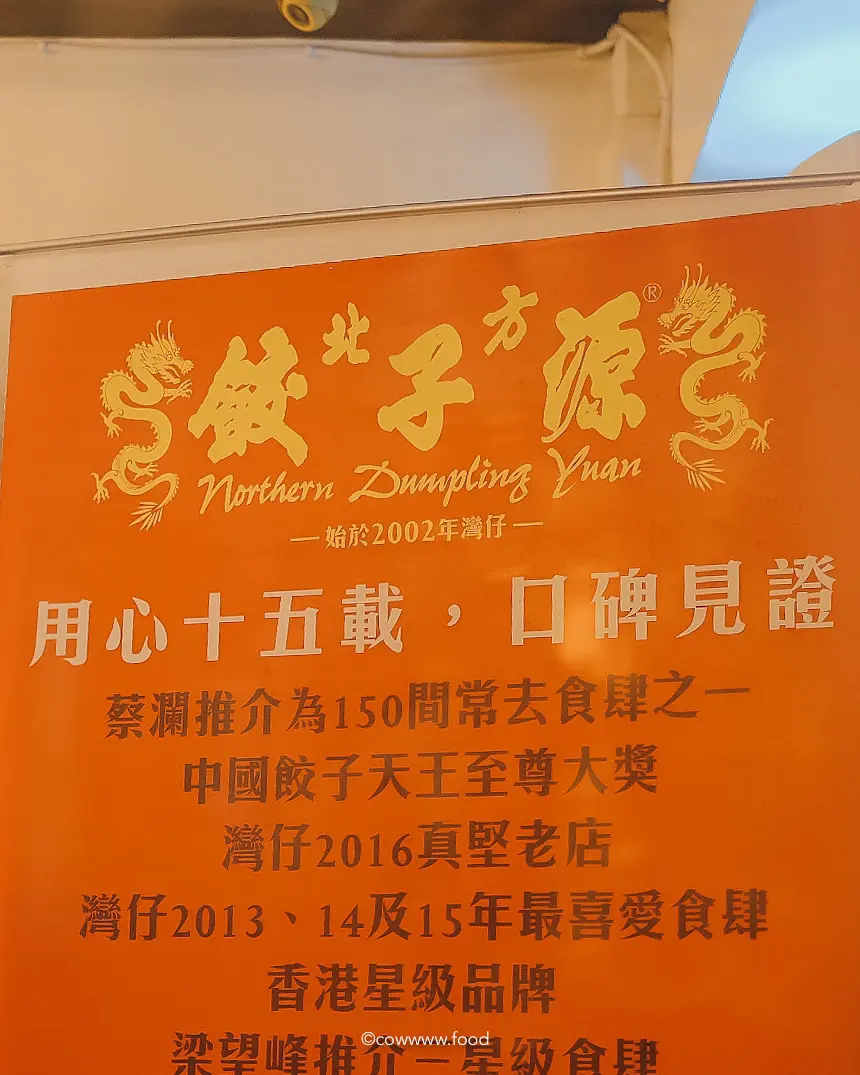 北方餃子源®
Northern Dumpling Yuan
—始於2002年灣仔—
用心十五載，口碑見證
蔡瀾推介為150間常去食肆之一
中國餃子天王至尊大獎
灣仔2016真堅老店
灣仔2013、14及15年最喜愛食肆
香港星級品牌
梁望峰推介－星級食肆
©cowwww.food